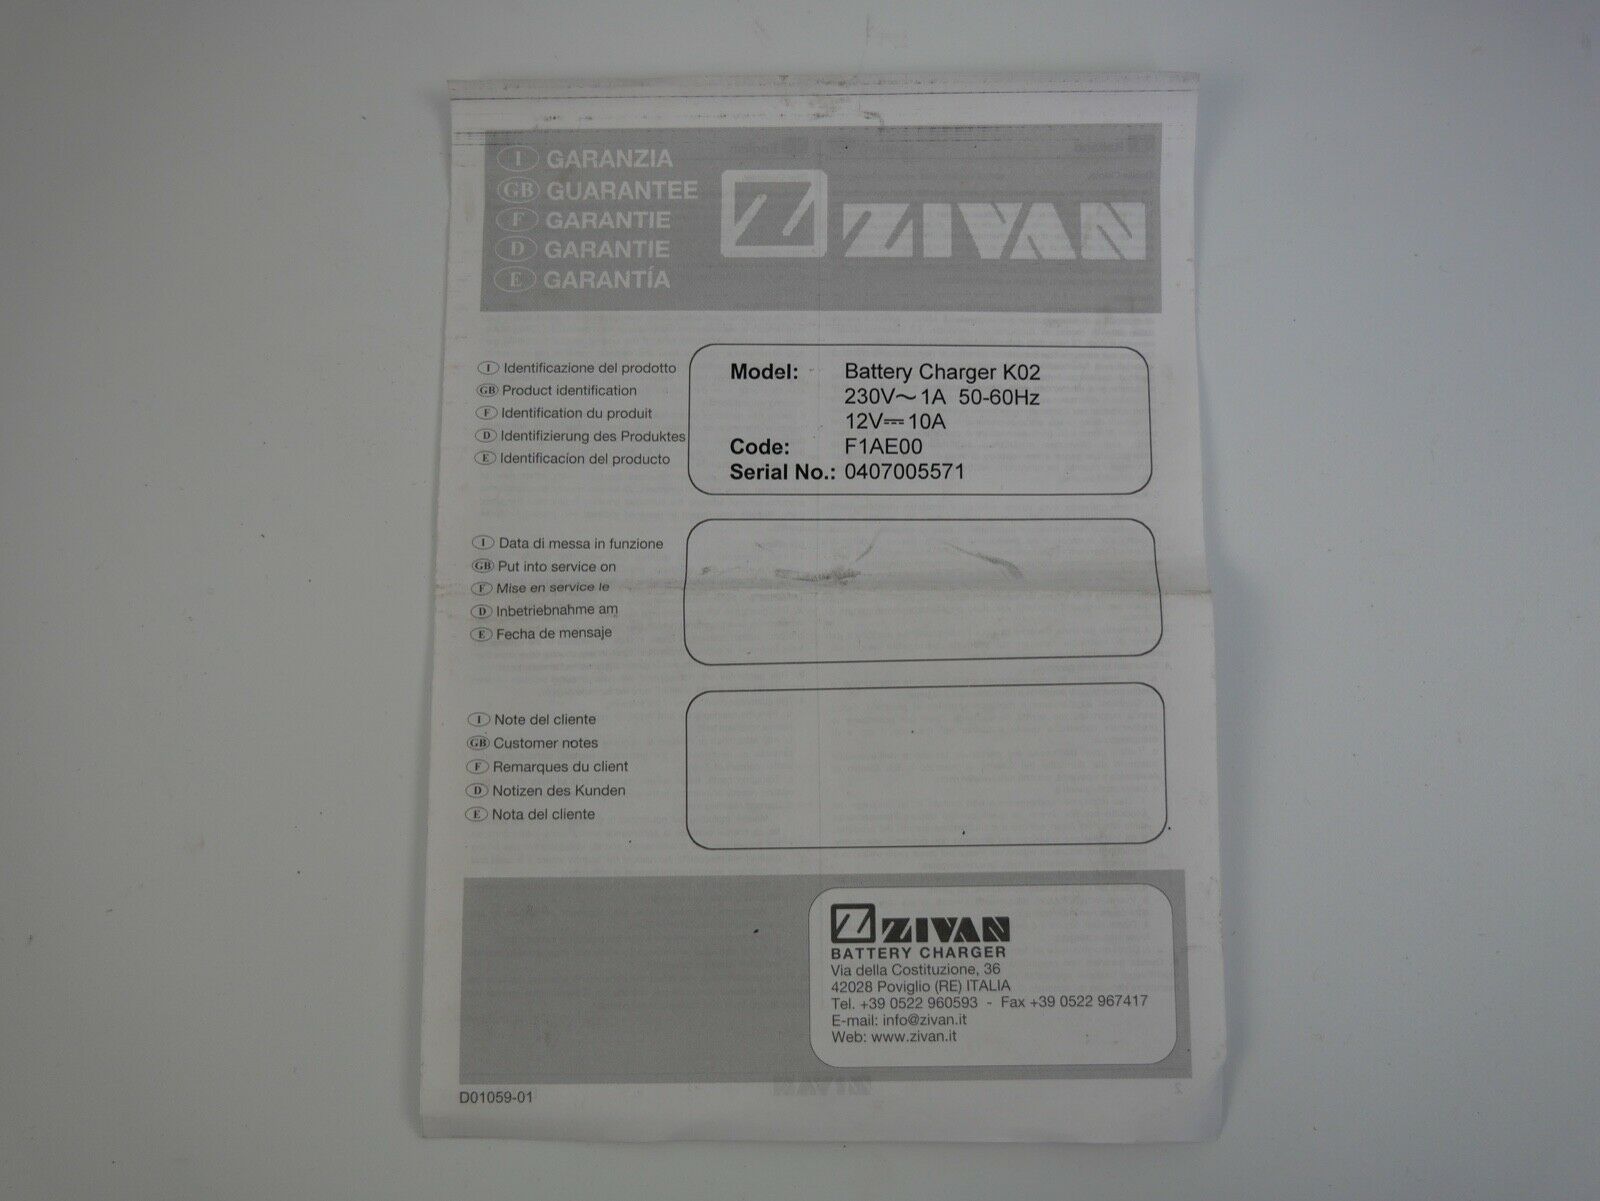 I GARANZIA
GB GUARANTEE
F GARANTIE
D GARANTIE
E GARANTÍA
Z ZIVAN
I Identificazione del prodotto
GB Product identification
F Identification du produit
D Identifizierung des Produktes
E Identificacion del producto
Model: Battery Charger K02
230V~1A 50-60Hz
12V⎓10A
Code: F1AE00
Serial No.: 0407005571
I Data di messa in funzione
GB Put into service on
F Mise en service le
D Inbetriebnahme am
E Fecha de mensaje
I Note del cliente
GB Customer notes
F Remarques du client
D Notizen des Kunden
E Nota del cliente
Z ZIVAN
BATTERY CHARGER
Via della Costituzione, 36
42028 Poviglio (RE) ITALIA
Tel. +39 0522 960593 - Fax +39 0522 967417
E-mail: info@zivan.it
Web: www.zivan.it
D01059-01